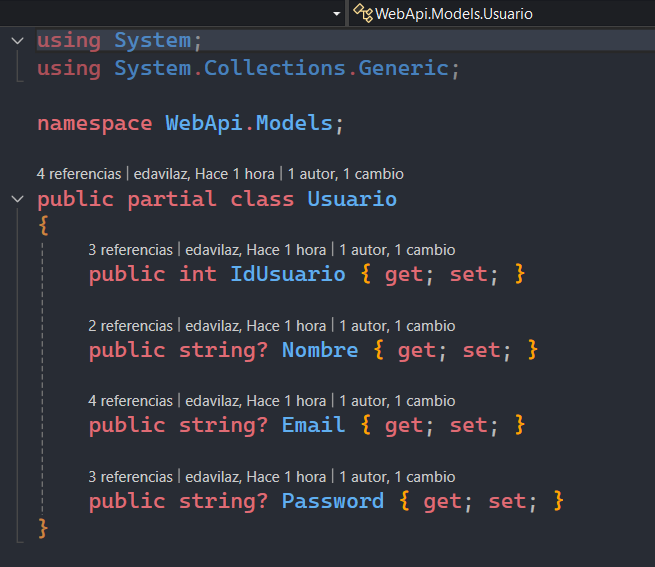 WebApi.Models.Usuario
using System;
using System.Collections.Generic;
namespace WebApi.Models;
4 referencias | edavilaz, Hace 1 hora | 1 autor, 1 cambio
public partial class Usuario
{
3 referencias | edavilaz, Hace 1 hora | 1 autor, 1 cambio
public int IdUsuario { get; set; }
2 referencias | edavilaz, Hace 1 hora | 1 autor, 1 cambio
public string? Nombre { get; set; }
4 referencias | edavilaz, Hace 1 hora | 1 autor, 1 cambio
public string? Email { get; set; }
3 referencias | edavilaz, Hace 1 hora | 1 autor, 1 cambio
public string? Password { get; set; }
}